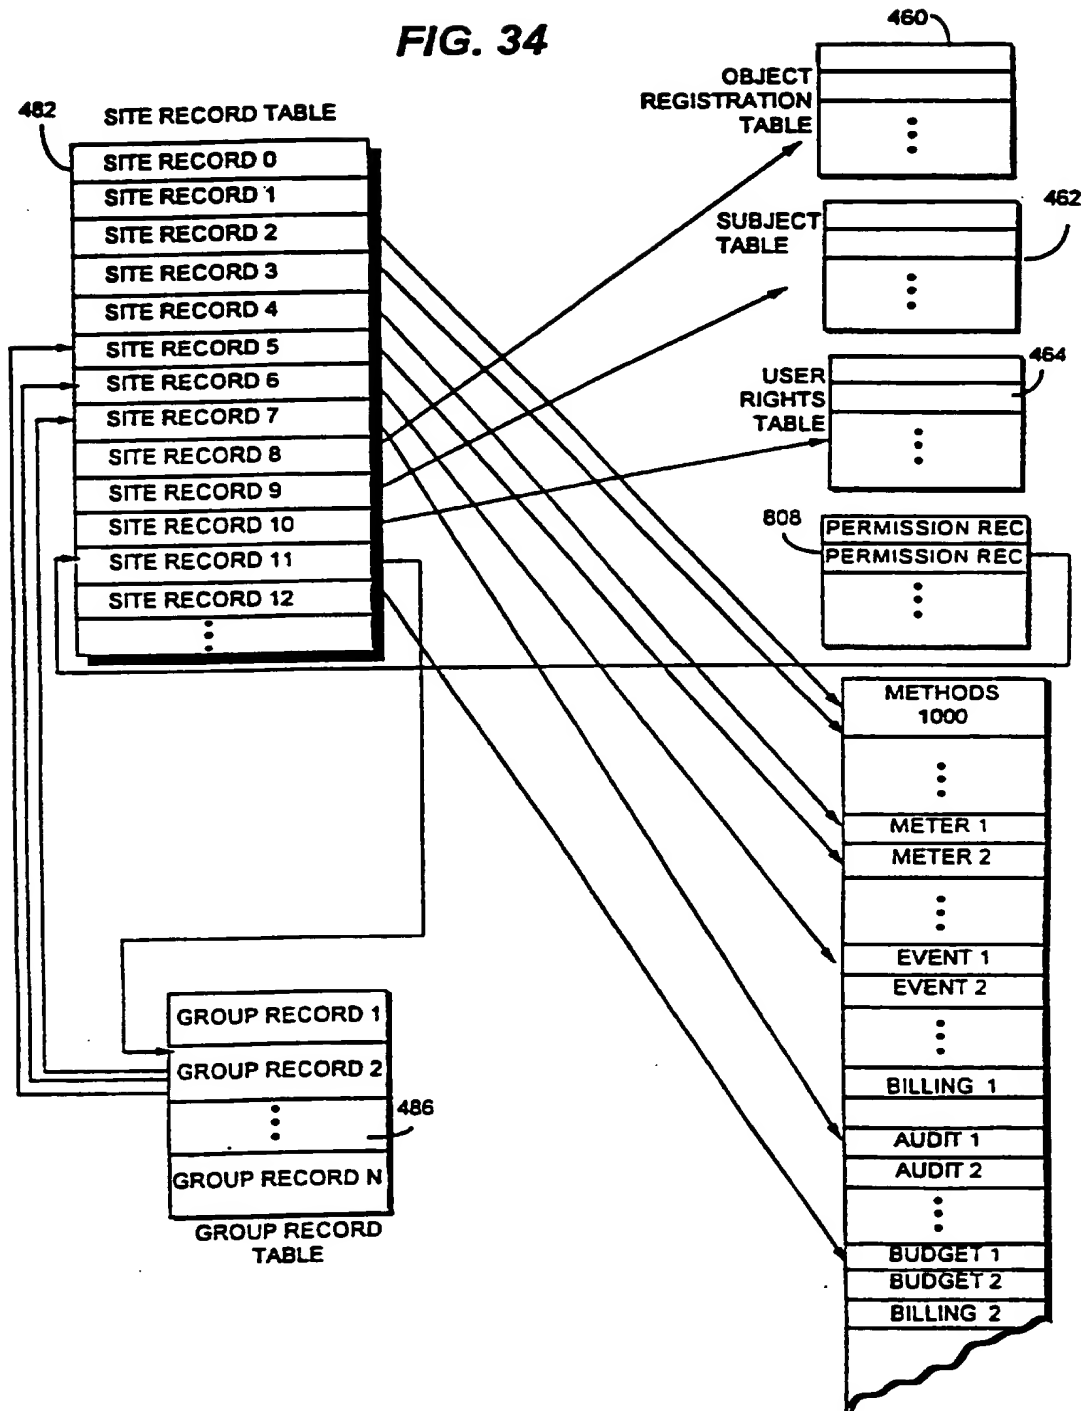 FIG. 34
460
OBJECT
REGISTRATION
TABLE
482
SITE RECORD TABLE
SITE RECORD 0
SITE RECORD 1
SITE RECORD 2
SITE RECORD 3
SITE RECORD 4
SITE RECORD 5
SITE RECORD 6
SITE RECORD 7
SITE RECORD 8
SITE RECORD 9
SITE RECORD 10
SITE RECORD 11
SITE RECORD 12
SUBJECT
TABLE
462
USER
RIGHTS
TABLE
464
808
PERMISSION REC
PERMISSION REC
METHODS
1000
METER 1
METER 2
EVENT 1
EVENT 2
BILLING 1
AUDIT 1
AUDIT 2
BUDGET 1
BUDGET 2
BILLING 2
GROUP RECORD 1
GROUP RECORD 2
486
GROUP RECORD N
GROUP RECORD
TABLE